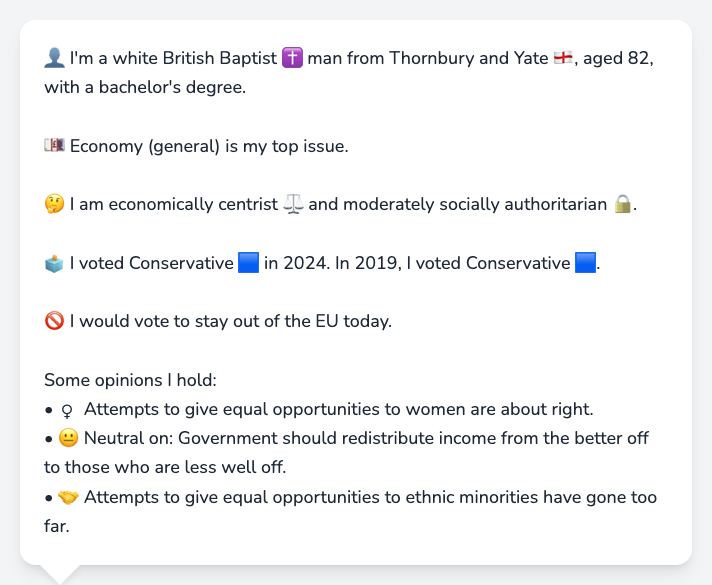 👤 I'm a white British Baptist ✝️ man from Thornbury and Yate 🏴󠁧󠁢󠁥󠁮󠁧󠁿, aged 82,
with a bachelor's degree.
💷 Economy (general) is my top issue.
🤔 I am economically centrist ⚖️ and moderately socially authoritarian 🔒.
🗳️ I voted Conservative 🟦 in 2024. In 2019, I voted Conservative 🟦.
🚫 I would vote to stay out of the EU today.
Some opinions I hold:
• ♀ Attempts to give equal opportunities to women are about right.
• 😐 Neutral on: Government should redistribute income from the better off
to those who are less well off.
• 🤝 Attempts to give equal opportunities to ethnic minorities have gone too
far.